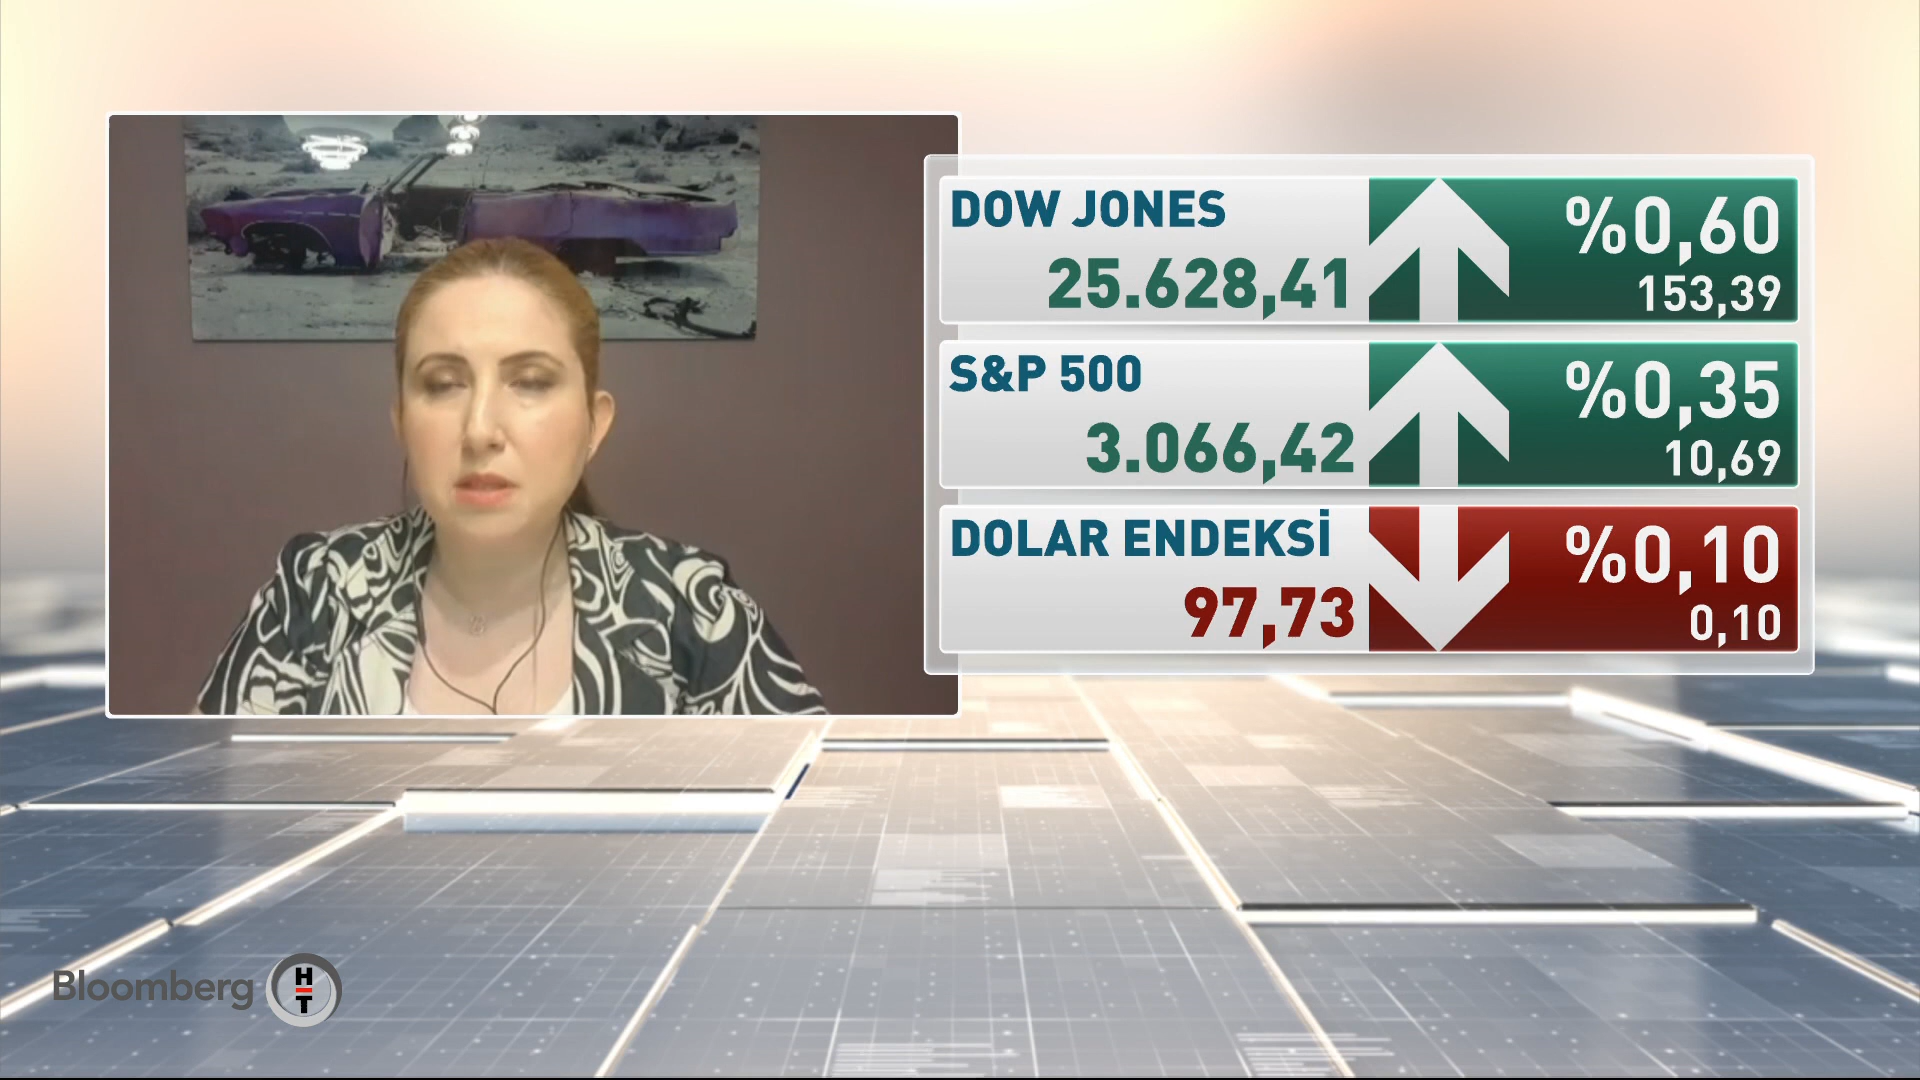 DOW JONES
25.628,41
%0,60
153,39
S&P 500
3.066,42
%0,35
10,69
DOLAR ENDEKSİ
97,73
%0,10
0,10
Bloomberg HT